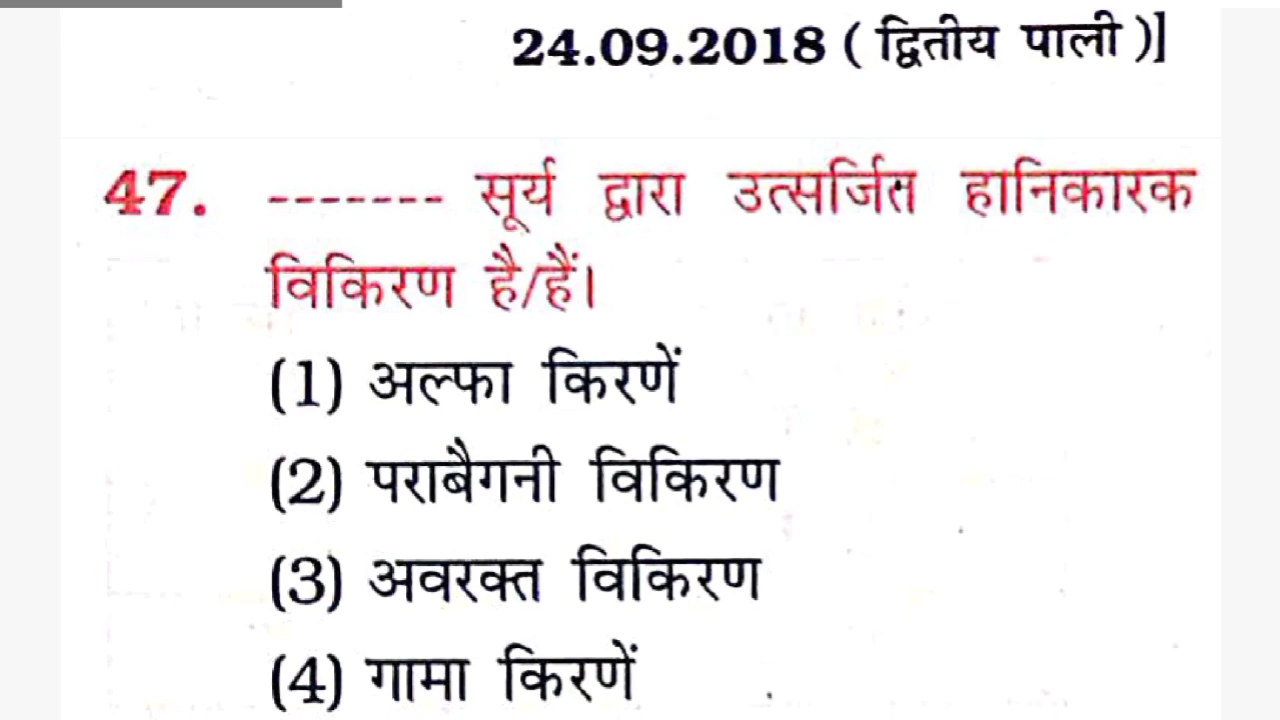 24.09.2018 ( द्वितीय पाली )]
47. ------- सूर्य द्वारा उत्सर्जित हानिकारक
विकिरण है/हैं।
(1) अल्फा किरणें
(2) पराबैगनी विकिरण
(3) अवरक्त विकिरण
(4) गामा किरणें